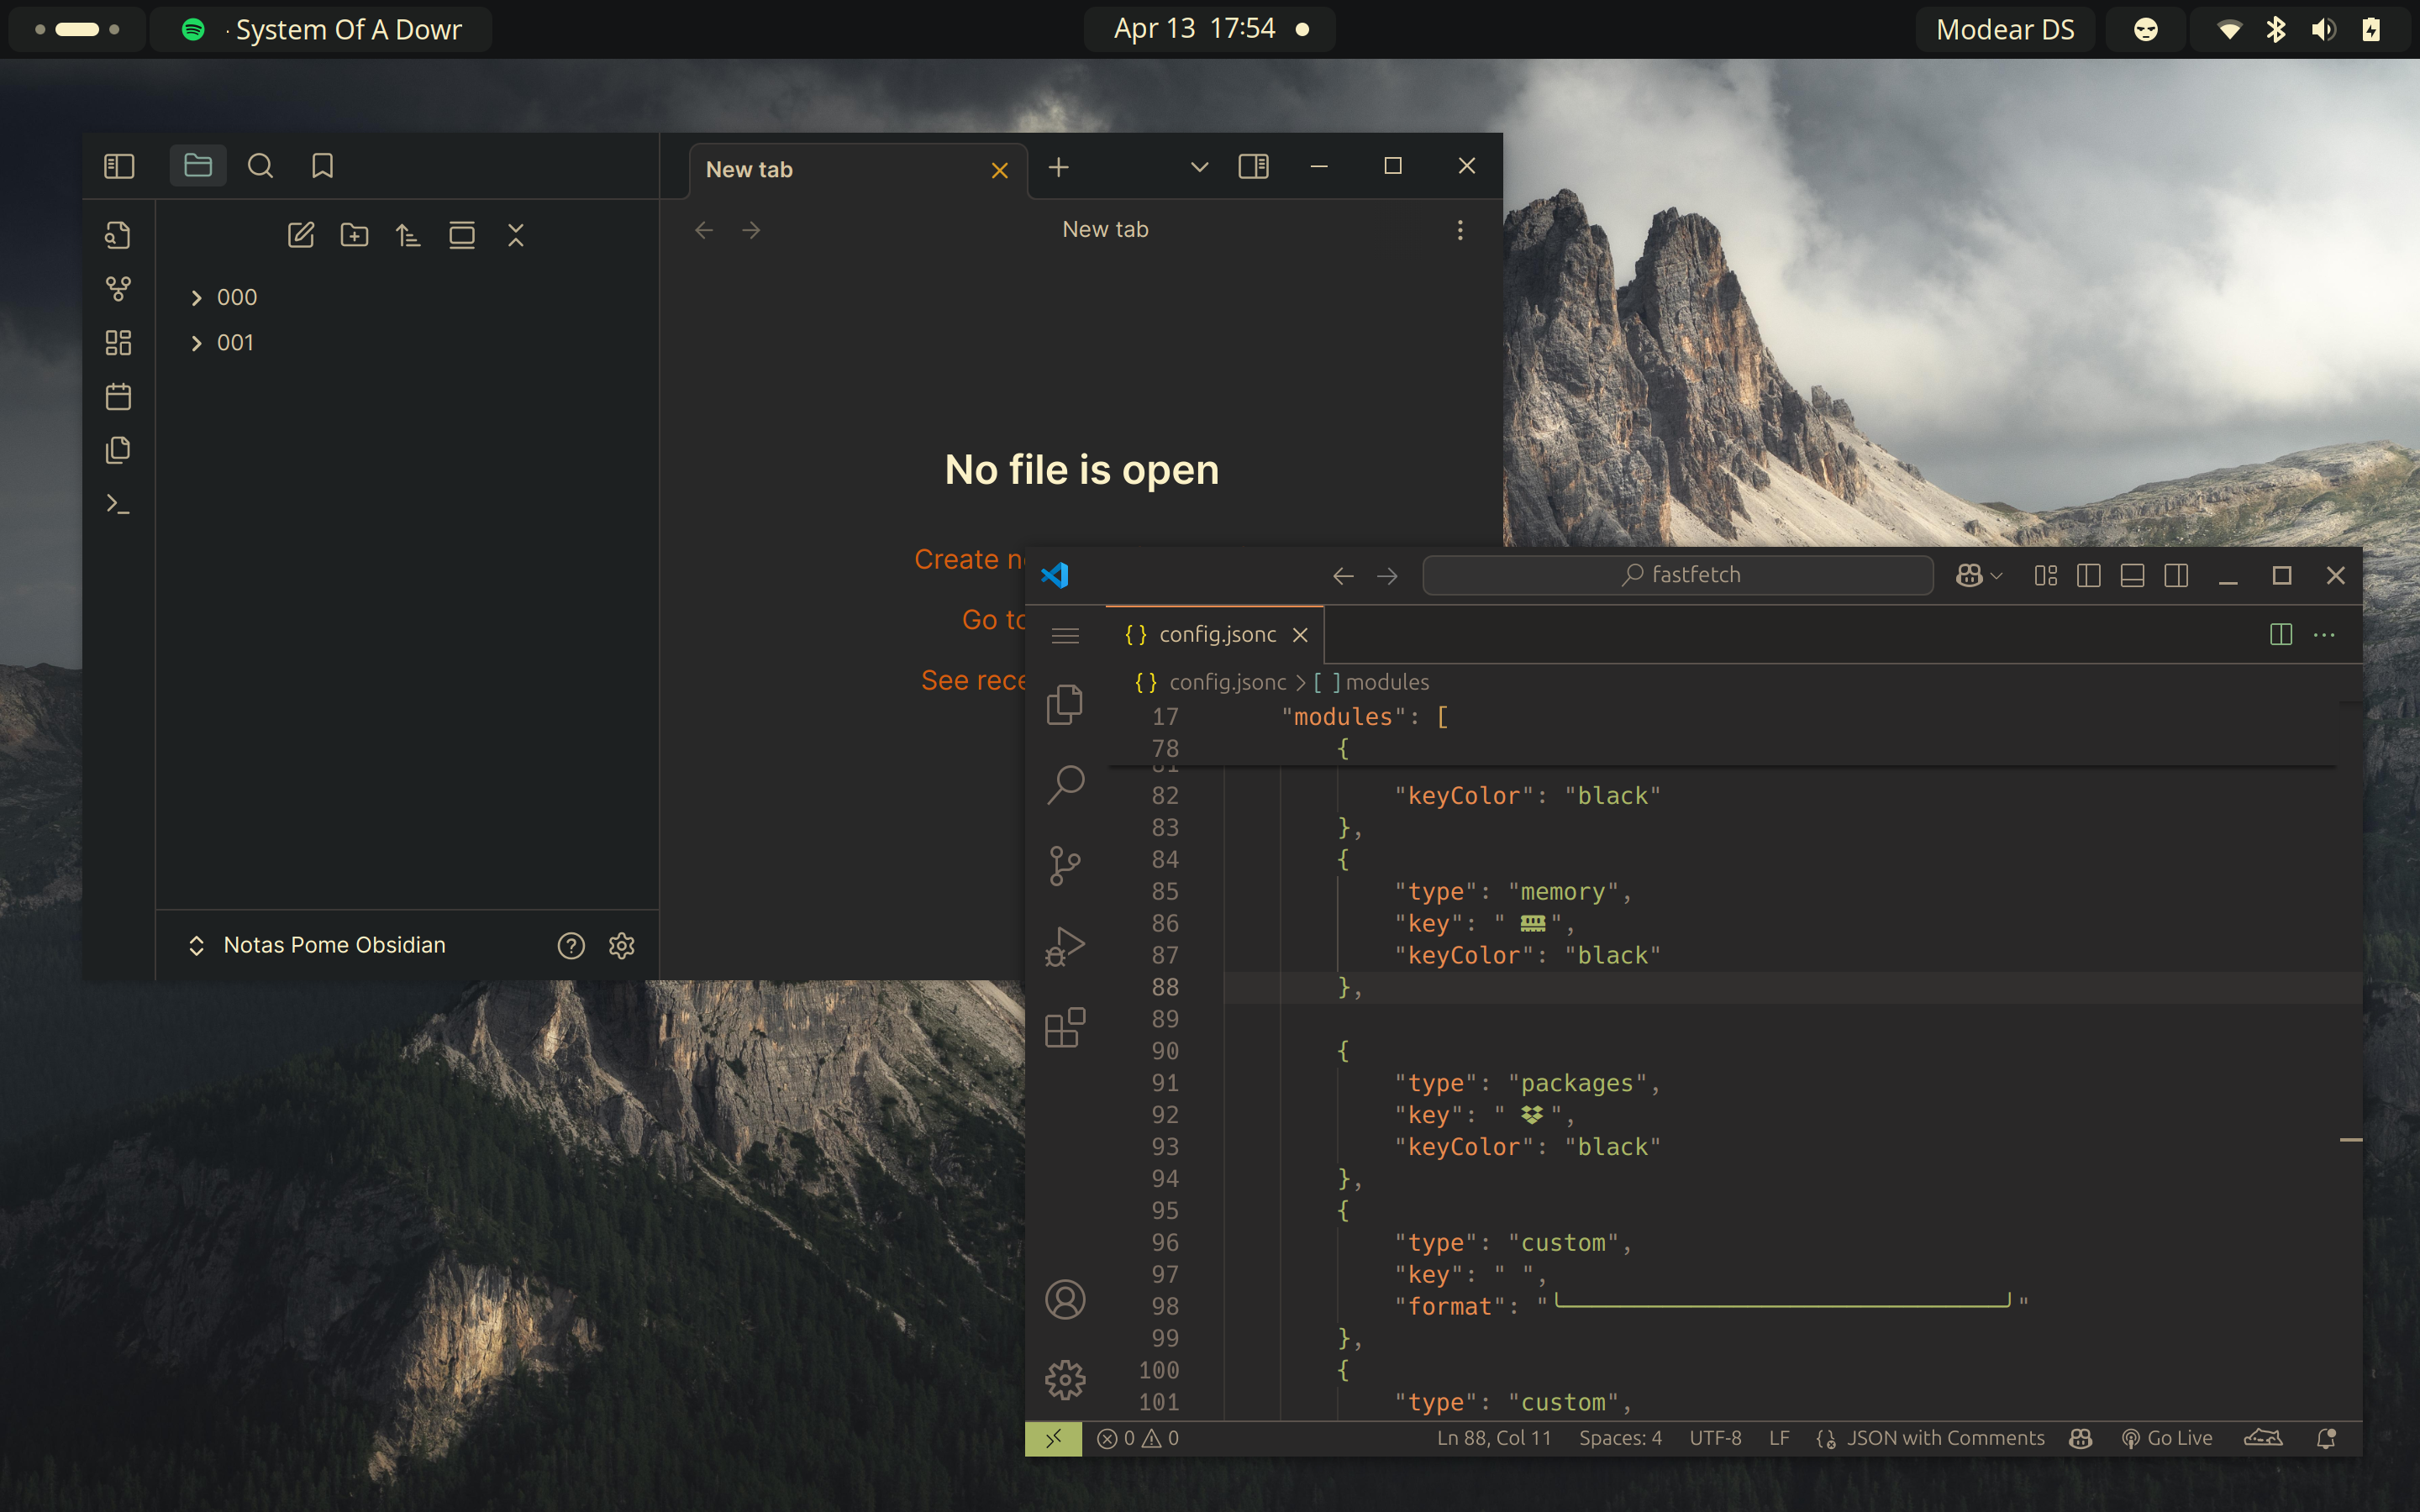 · System Of A Dowr
Apr 13 17:54
Modear DS
New tab
New tab
000
001
No file is open
Create n
Go to
See rece
Notas Pome Obsidian
fastfetch
{ } config.jsonc
{ } config.jsonc > [ ] modules
17 "modules": [
78 {
81
82 "keyColor": "black"
83 },
84 {
85 "type": "memory",
86 "key": " ",
87 "keyColor": "black"
88 },
89
90 {
91 "type": "packages",
92 "key": " ",
93 "keyColor": "black"
94 },
95 {
96 "type": "custom",
97 "key": " ",
98 "format": "╰────────────────────────────────╯"
99 },
100 {
101 "type": "custom",
0 0 Ln 88, Col 11 Spaces: 4 UTF-8 LF JSON with Comments Go Live